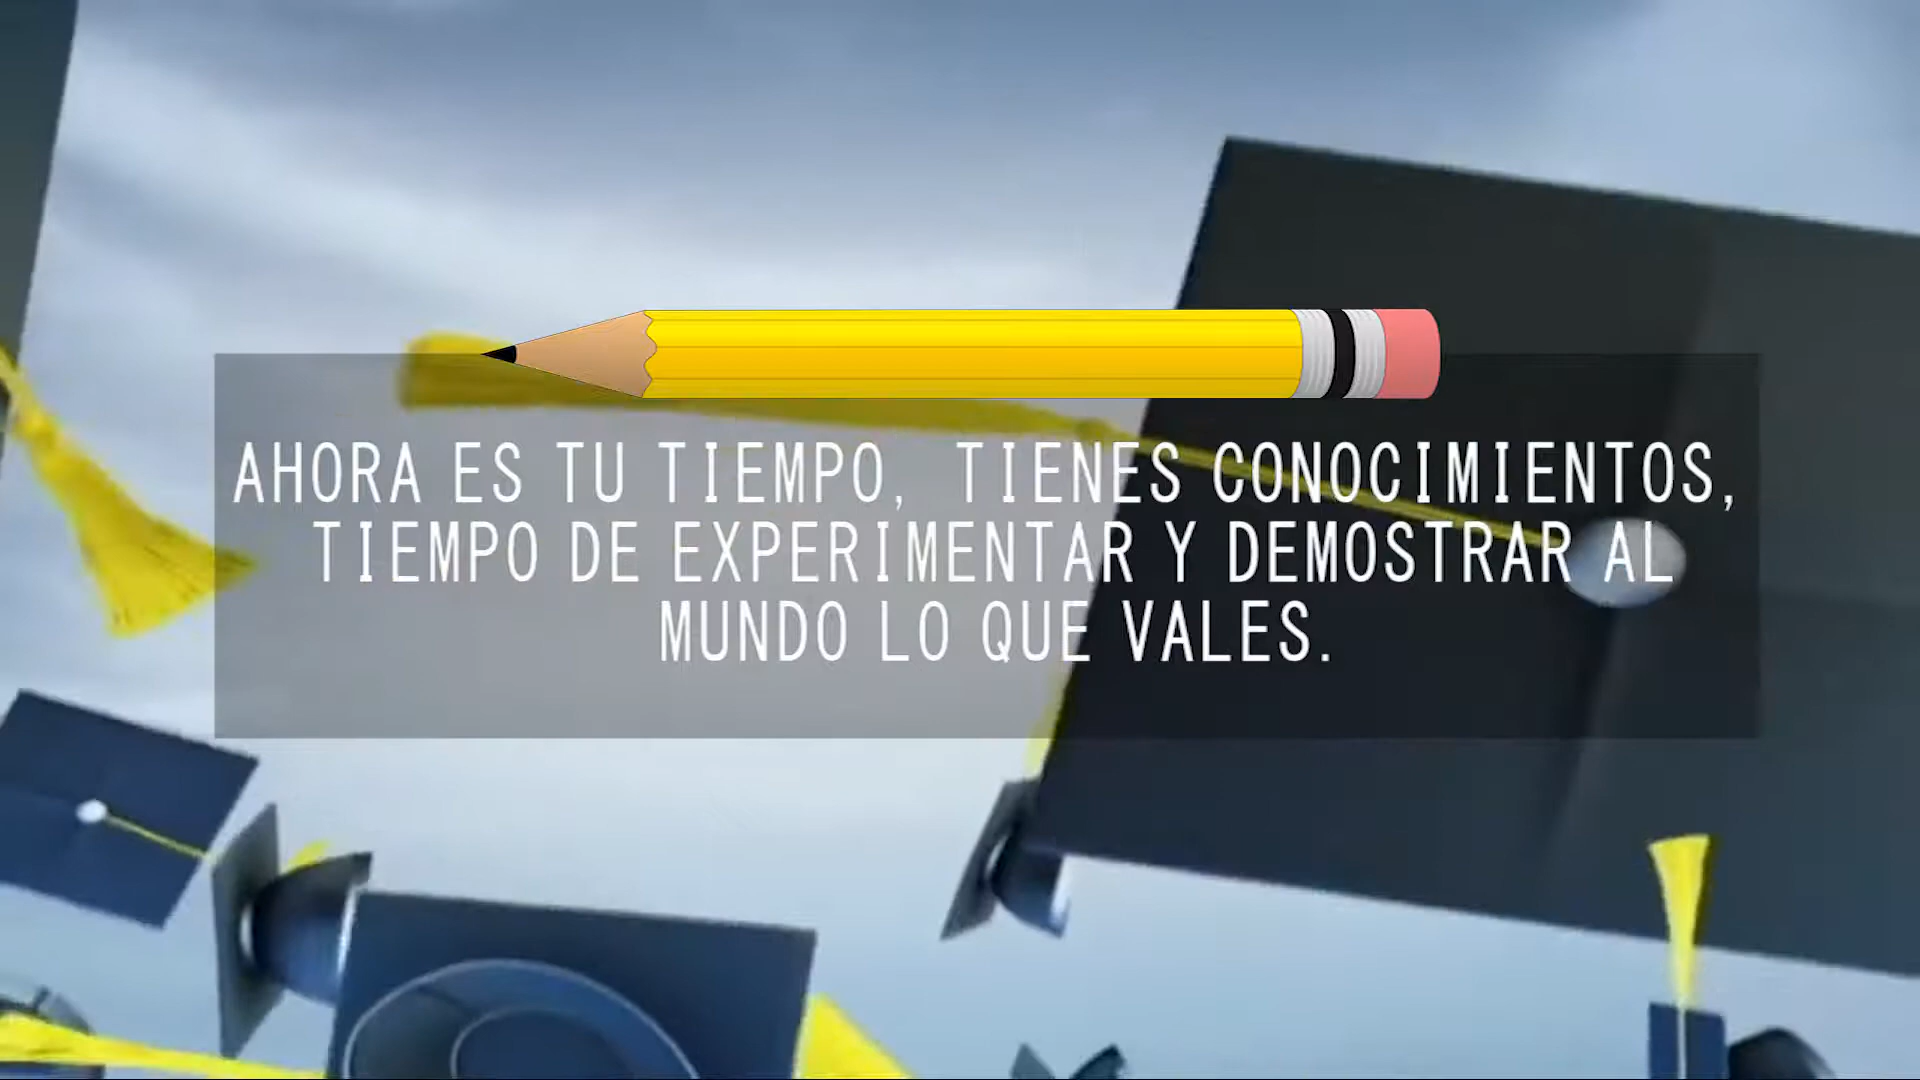 AHORA ES TU TIEMPO, TIENES CONOCIMIENTOS,
TIEMPO DE EXPERIMENTAR Y DEMOSTRAR AL
MUNDO LO QUE VALES.